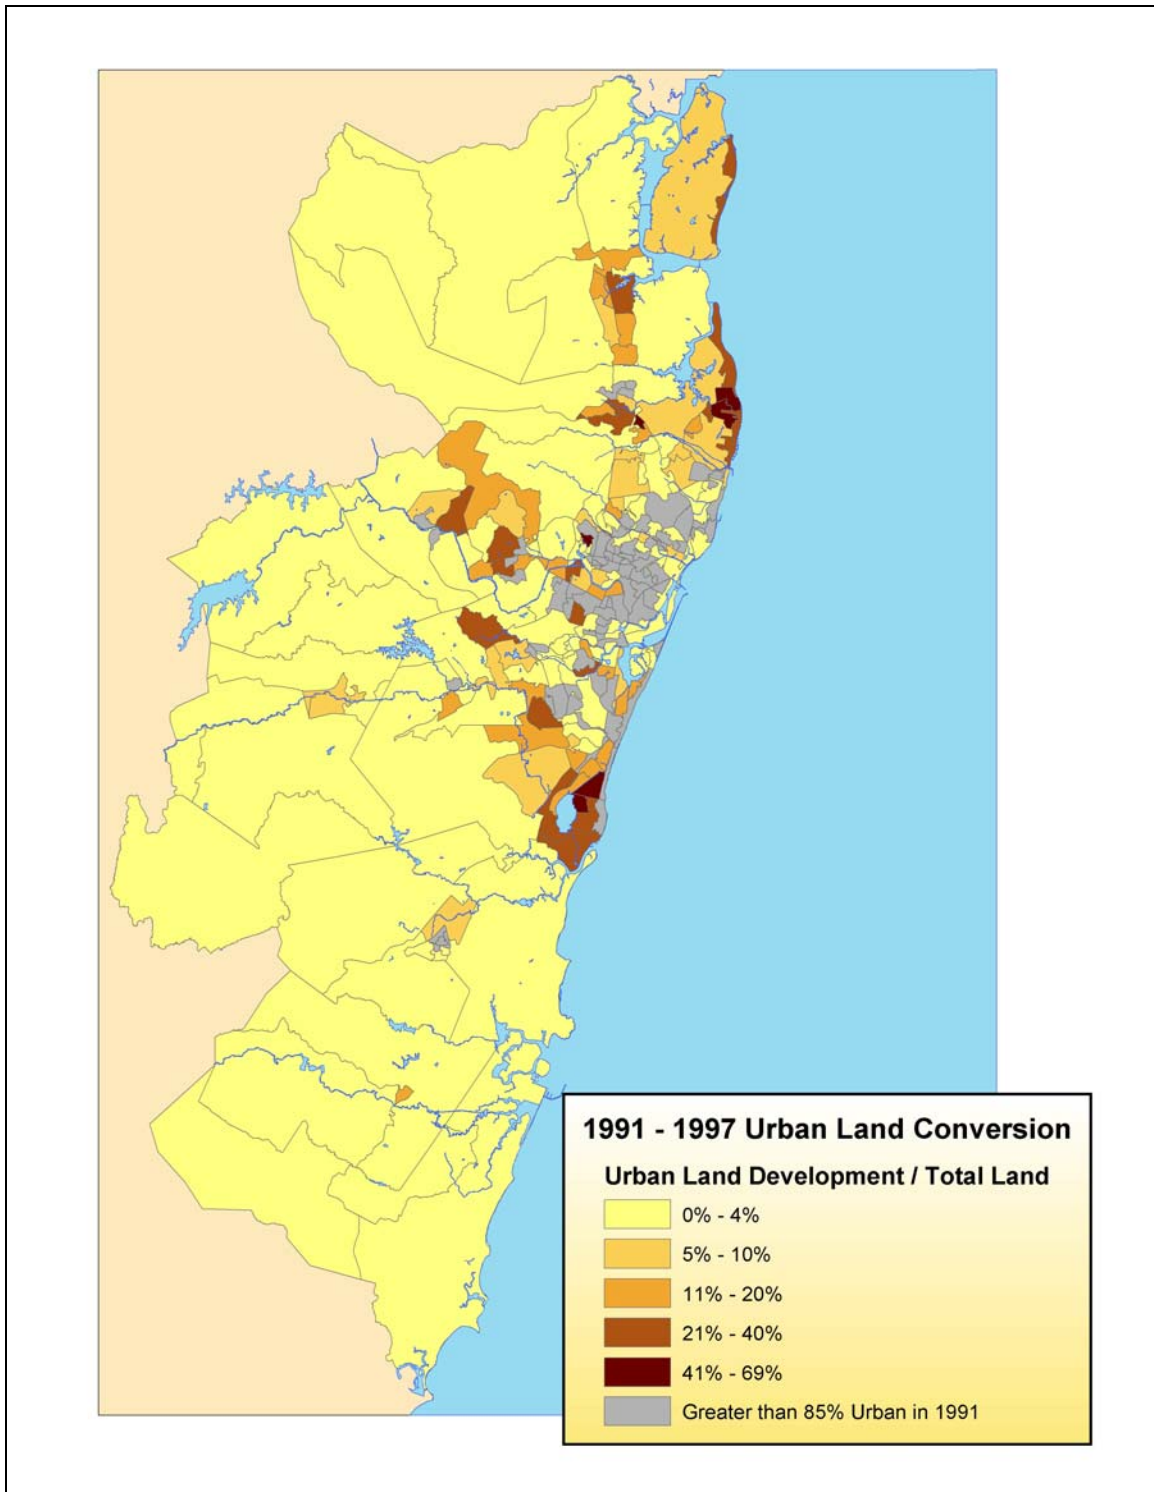 1991 - 1997 Urban Land Conversion
Urban Land Development / Total Land
0% - 4%
5% - 10%
11% - 20%
21% - 40%
41% - 69%
Greater than 85% Urban in 1991